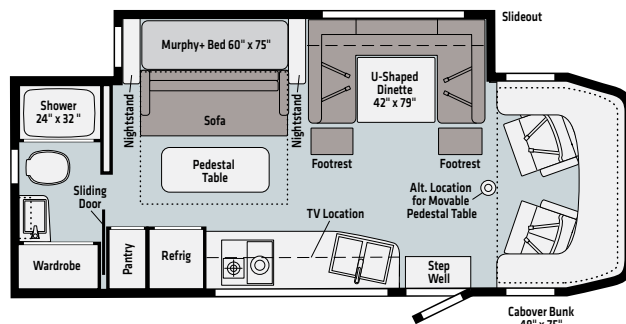 Slideout
Murphy+ Bed 60" x 75"
U-Shaped
Dinette
42" x 79"
Shower
24" x 32 "
Nightstand
Sofa
Nightstand
Pedestal
Table
Footrest
Footrest
Sliding
Door
Alt. Location
for Movable
Pedestal Table
TV Location
Wardrobe
Pantry
Refrig
Step
Well
Cabover Bunk